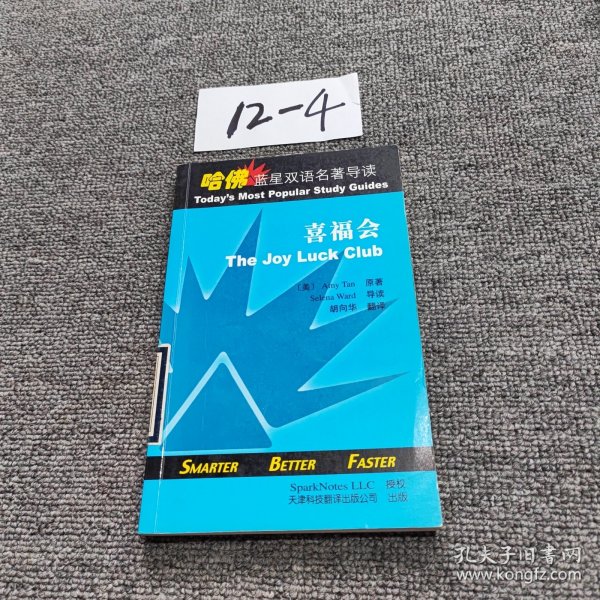 12-4
哈佛蓝星双语名著导读
Today's Most Popular Study Guides
喜福会
The Joy Luck Club
〔美〕 Amy Tan 原著
Selena Ward 导读
胡向华 翻译
SMARTER BETTER FASTER
SparkNotes LLC 授权
天津科技翻译出版公司 出版
孔夫子旧书网
www.kongfz.com